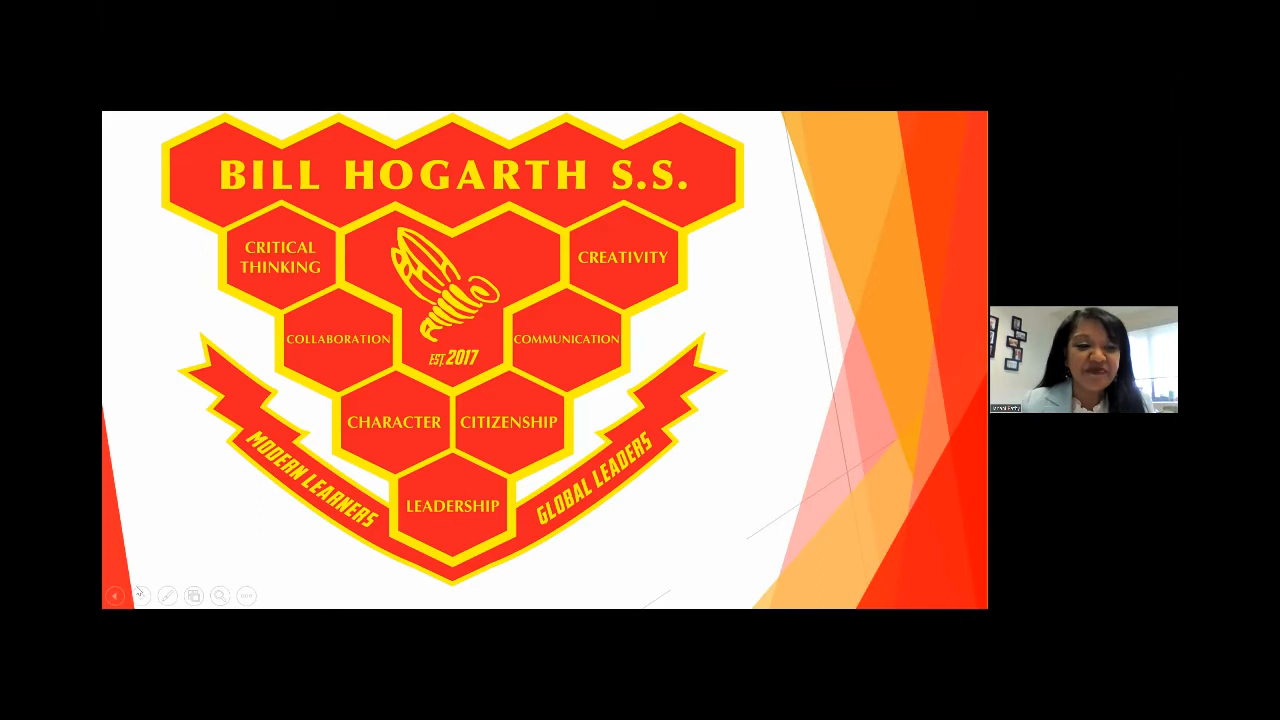 BILL HOGARTH S.S.
CRITICAL
THINKING
CREATIVITY
COLLABORATION
COMMUNICATION
EST. 2017
CHARACTER
CITIZENSHIP
LEADERSHIP
MODERN LEARNERS
GLOBAL LEADERS